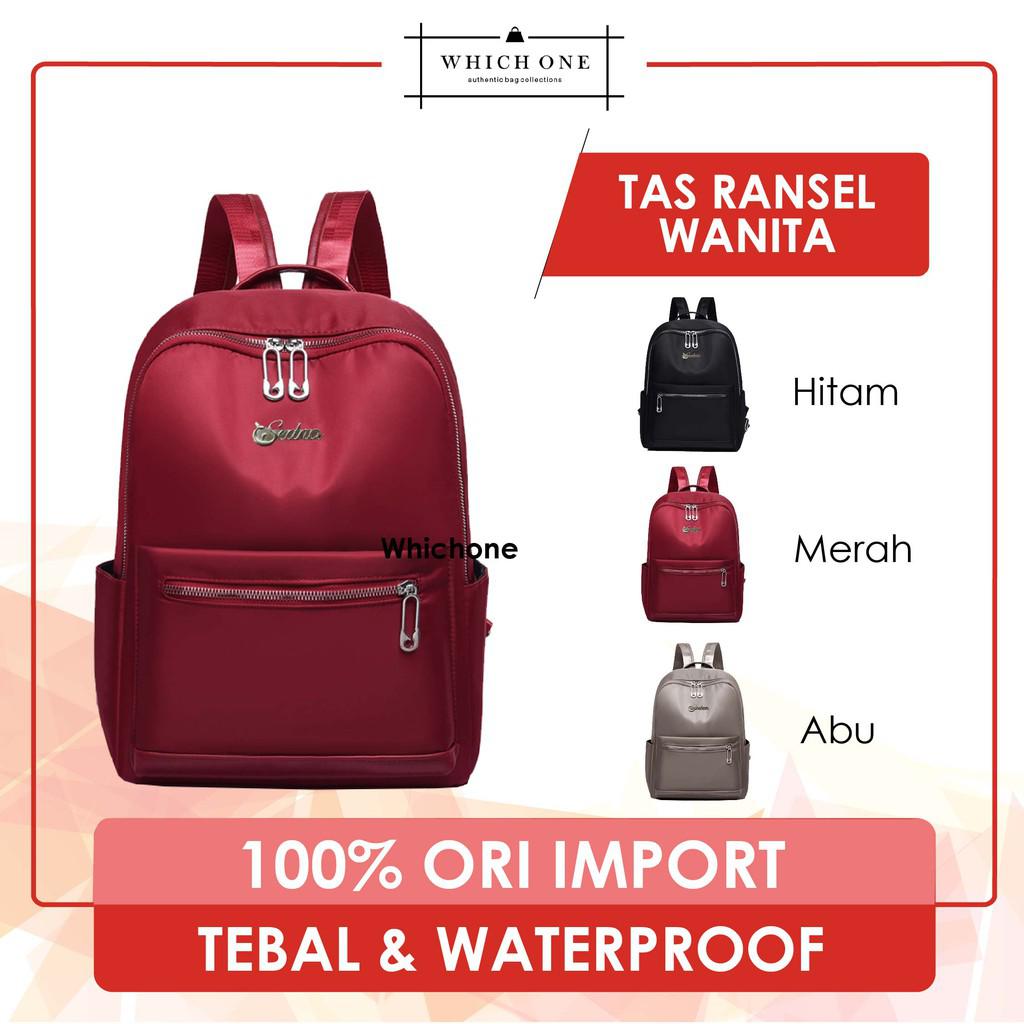 WHICH ONE
authentic bag collections
TAS RANSEL
WANITA
Hitam
Whichone
Merah
Abu
100% ORI IMPORT
TEBAL & WATERPROOF